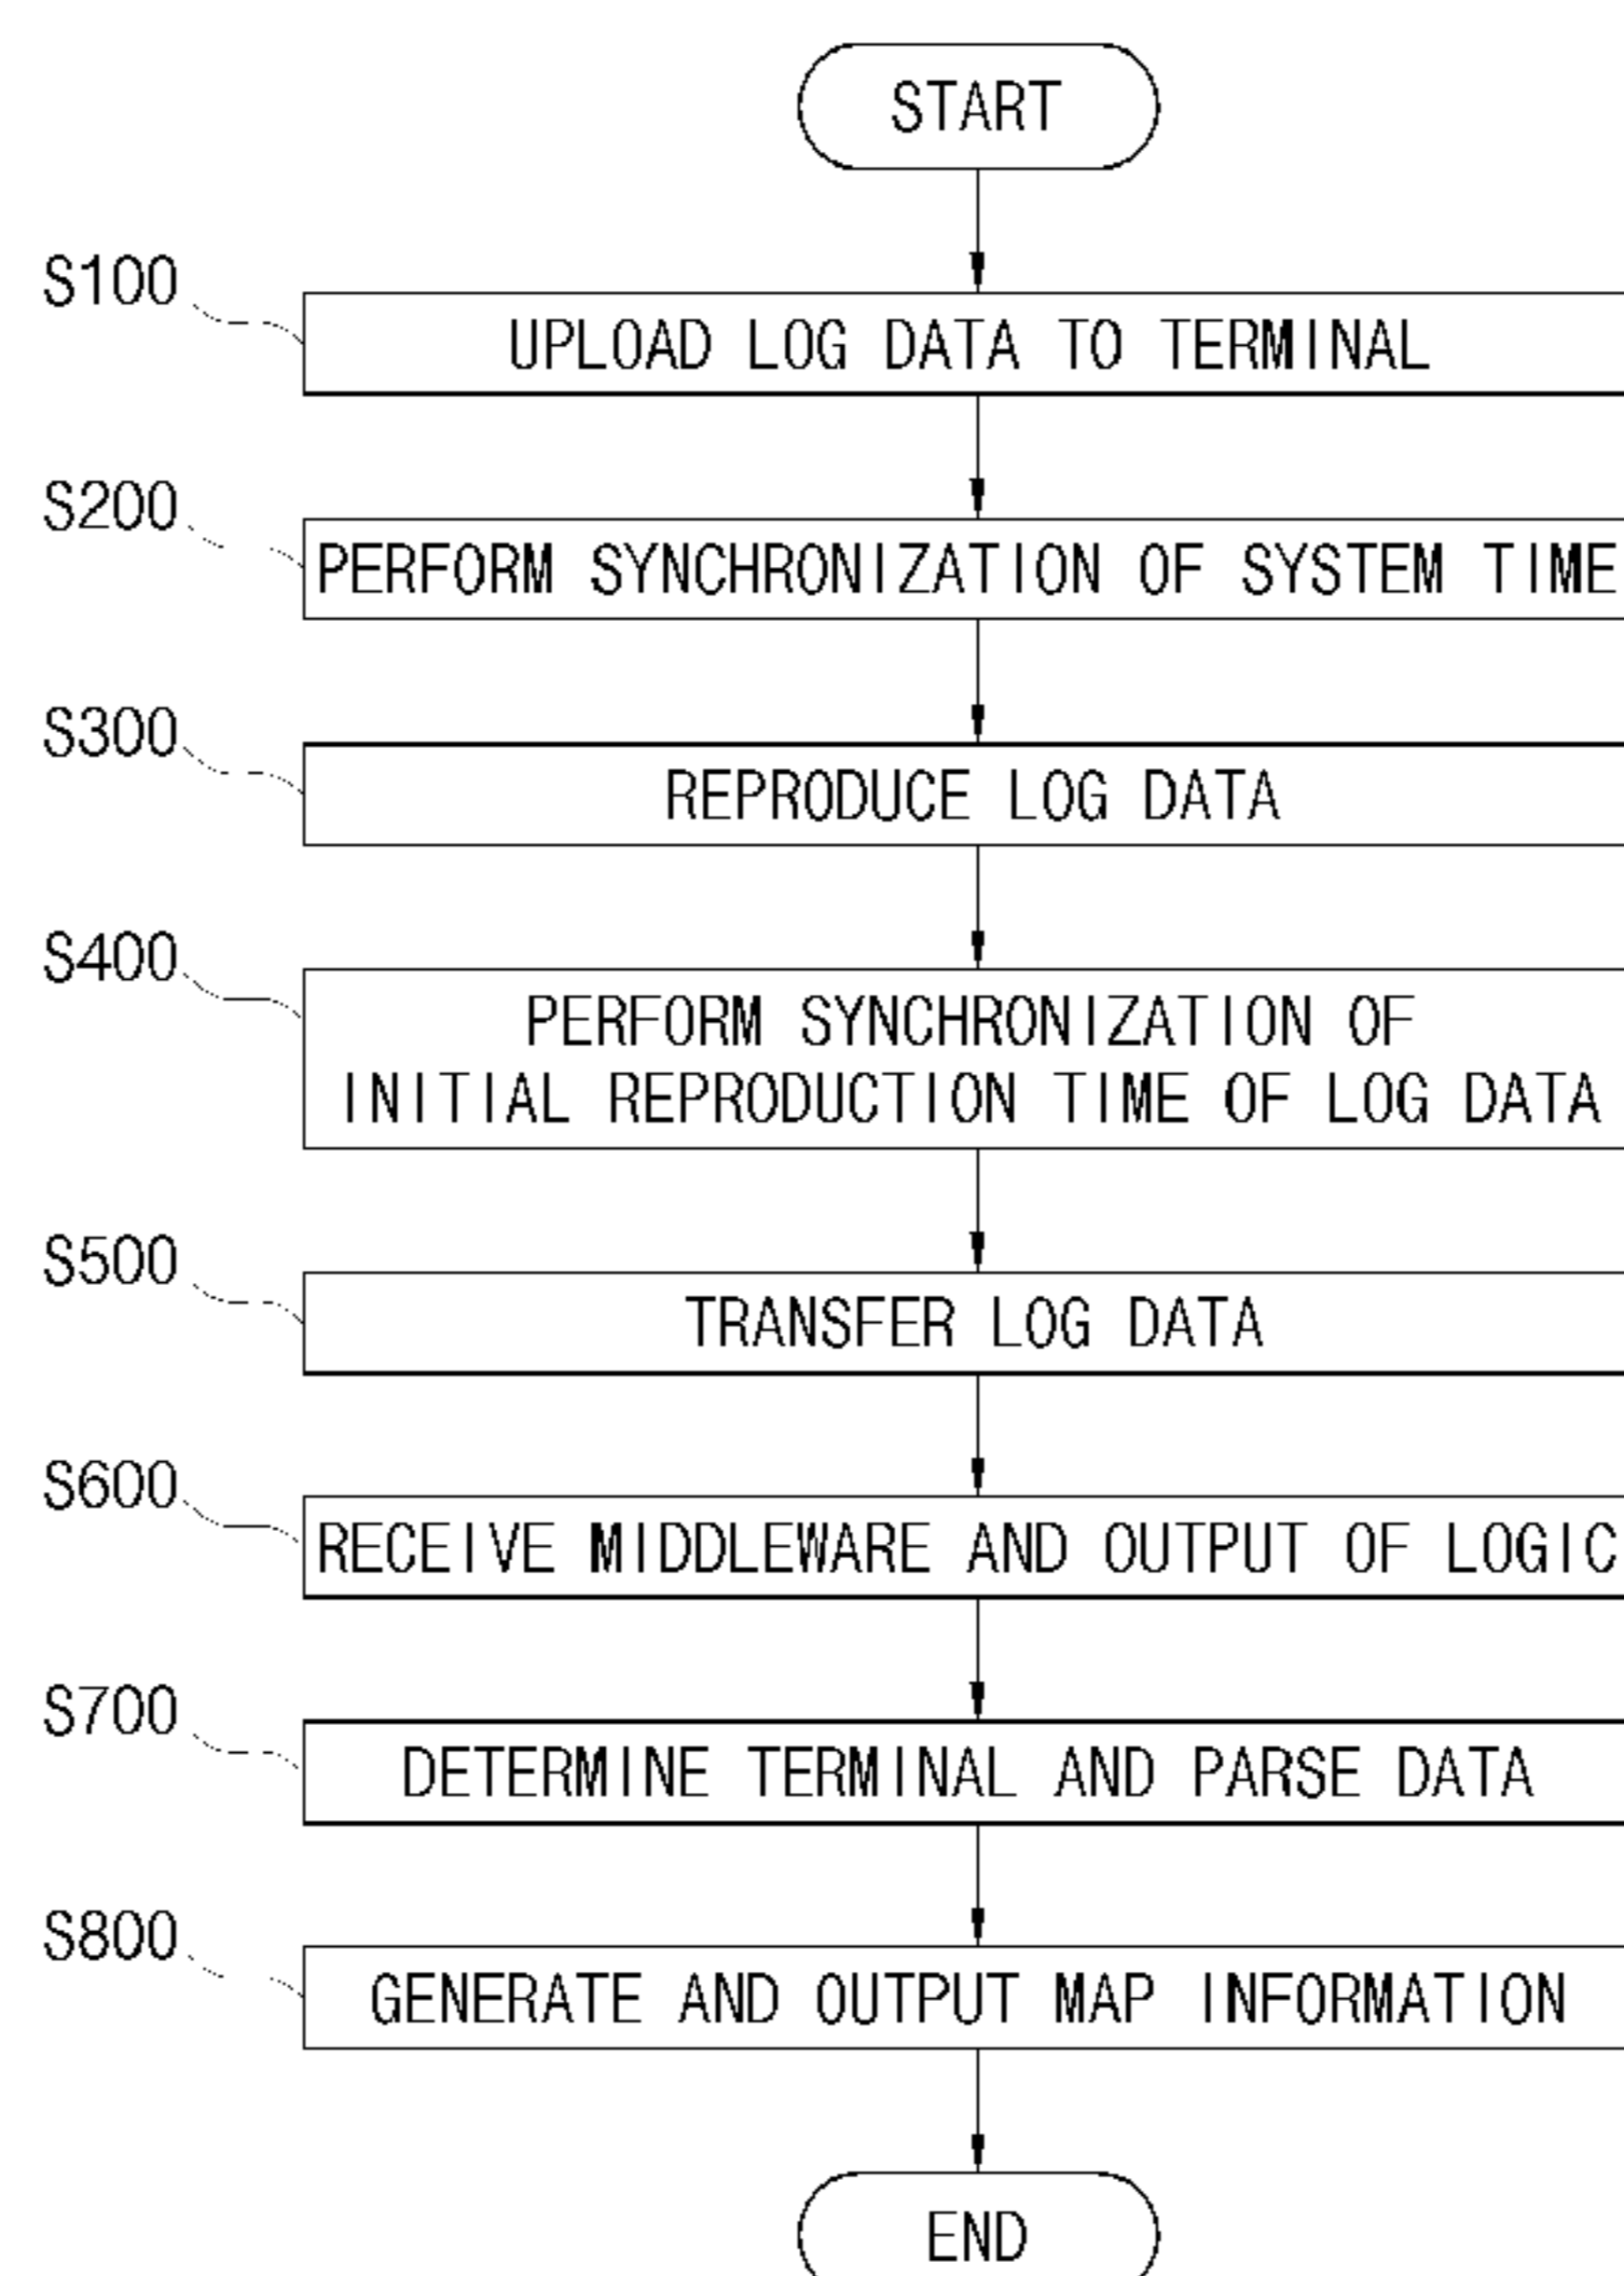 START
S100
UPLOAD LOG DATA TO TERMINAL
S200
PERFORM SYNCHRONIZATION OF SYSTEM TIME
S300
REPRODUCE LOG DATA
S400
PERFORM SYNCHRONIZATION OF
INITIAL REPRODUCTION TIME OF LOG DATA
S500
TRANSFER LOG DATA
S600
RECEIVE MIDDLEWARE AND OUTPUT OF LOGIC
S700
DETERMINE TERMINAL AND PARSE DATA
S800
GENERATE AND OUTPUT MAP INFORMATION
END